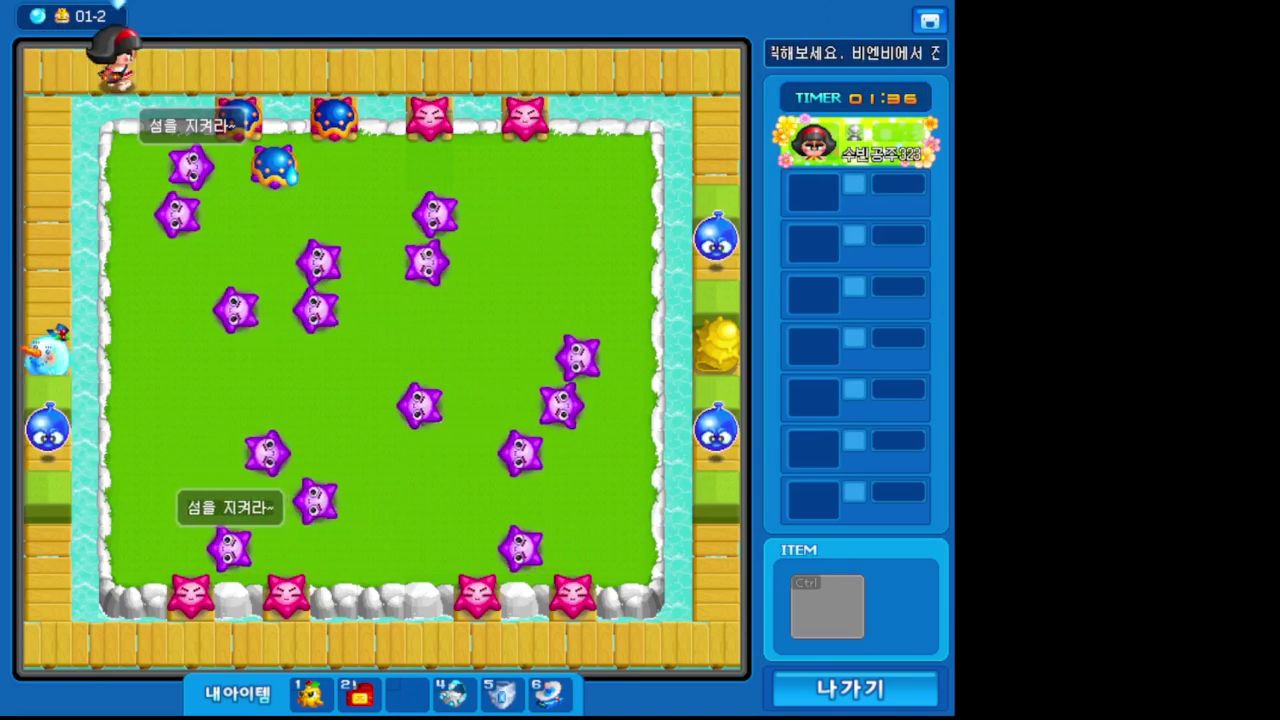 01-2
릭해보세요. 비엔비에서 진
TIMER 01:36
섬을 지켜라~
수빈공주323
섬을 지켜라~
ITEM
Ctrl
내아이템 1 2 4 5 6
나가기